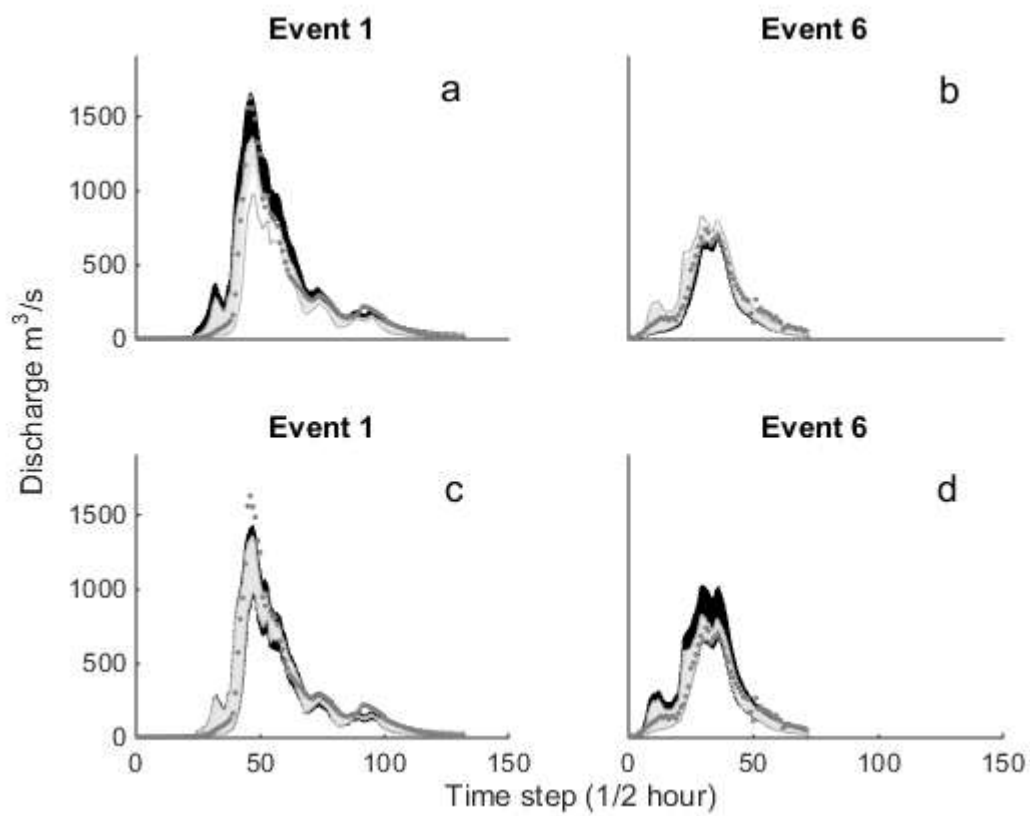 Event 1
Event 6
a
b
1500
1000
500
0
Discharge m³/s
Event 1
Event 6
c
d
1500
1000
500
0
0 50 100 150
0 50 100 150
Time step (1/2 hour)